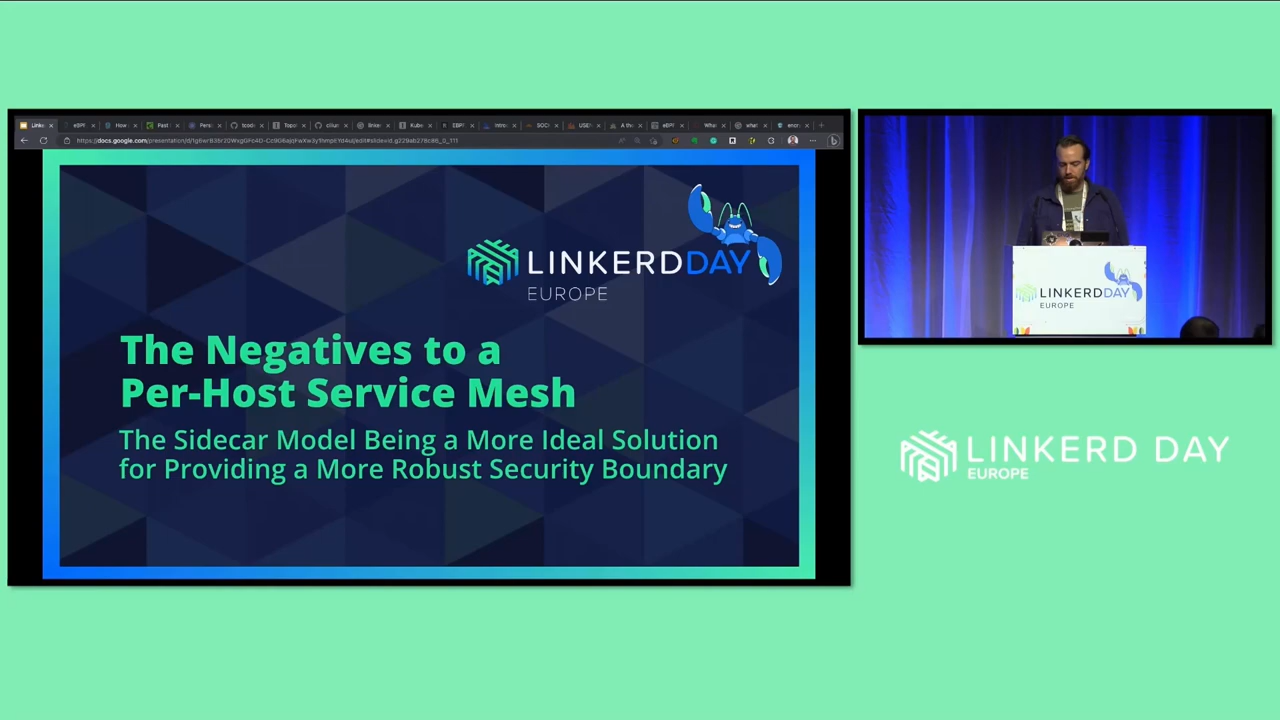 LINKERD DAY
EUROPE
The Negatives to a
Per-Host Service Mesh
The Sidecar Model Being a More Ideal Solution
for Providing a More Robust Security Boundary
LINKERD DAY
EUROPE
LINKERD DAY
EUROPE